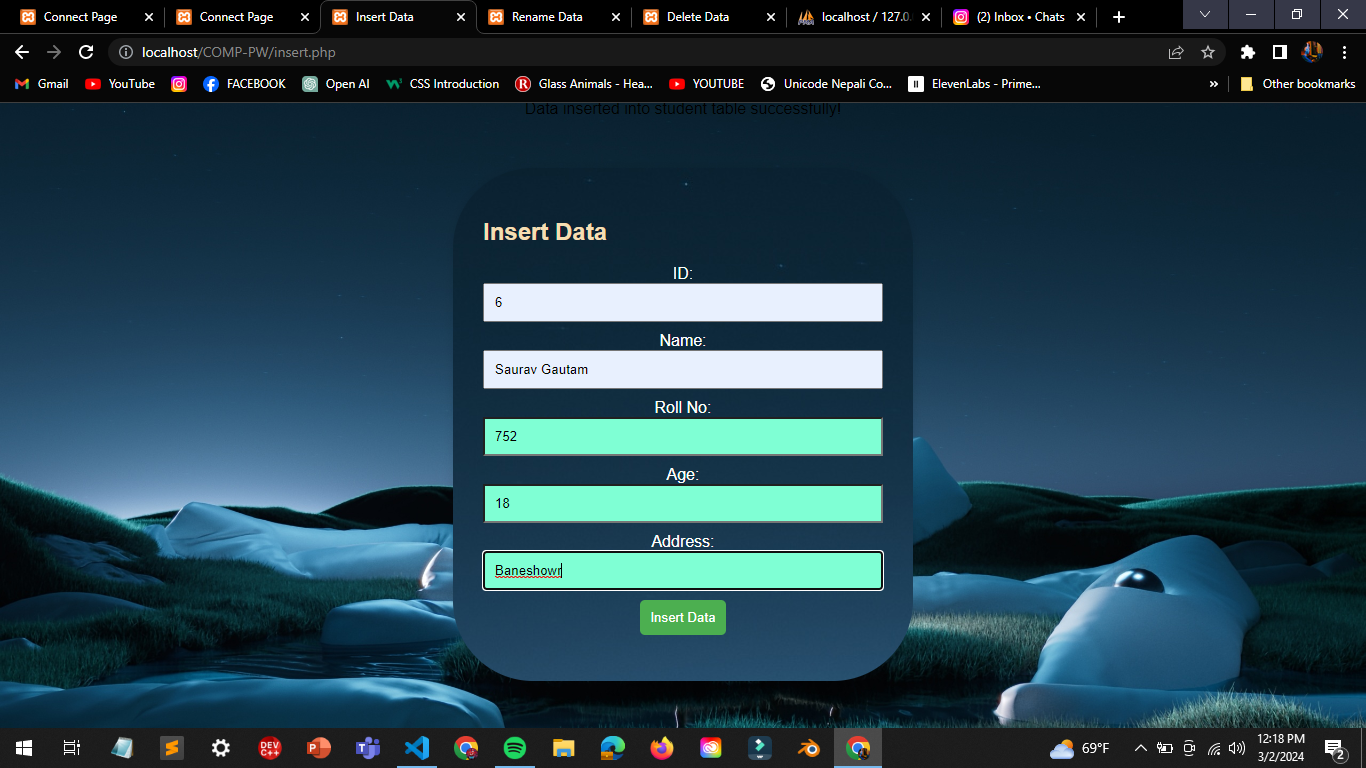 Connect Page
Connect Page
Insert Data
Rename Data
Delete Data
localhost / 127.0.
(2) Inbox • Chats
localhost/COMP-PW/insert.php
Gmail
YouTube
FACEBOOK
Open AI
CSS Introduction
Glass Animals - Hea...
YOUTUBE
Unicode Nepali Co...
ElevenLabs - Prime...
»
Other bookmarks
Data inserted into student table successfully!
Insert Data
ID:
6
Name:
Saurav Gautam
Roll No:
752
Age:
18
Address:
Baneshowr
Insert Data
DEV
C++
69°F
12:18 PM
3/2/2024
2